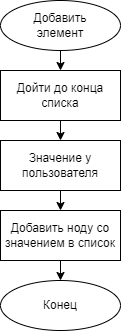 Добавить
элемент
Дойти до конца
списка
Значение у
пользователя
Добавить ноду со
значением в список
Конец